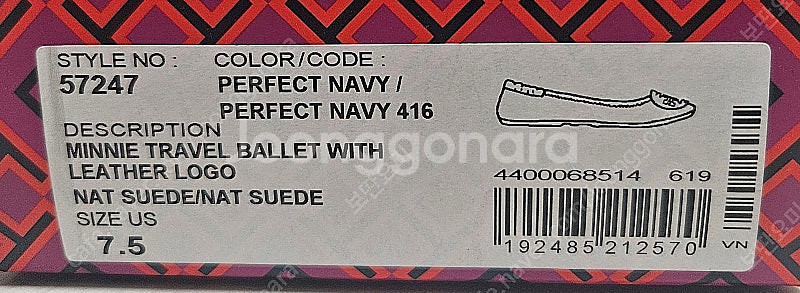 STYLE NO : COLOR/CODE :
57247 PERFECT NAVY /
PERFECT NAVY 416
DESCRIPTION
MINNIE TRAVEL BALLET WITH
LEATHER LOGO
NAT SUEDE/NAT SUEDE
SIZE US
7.5
4400068514 619
192485 212570
VN
Joonggonara